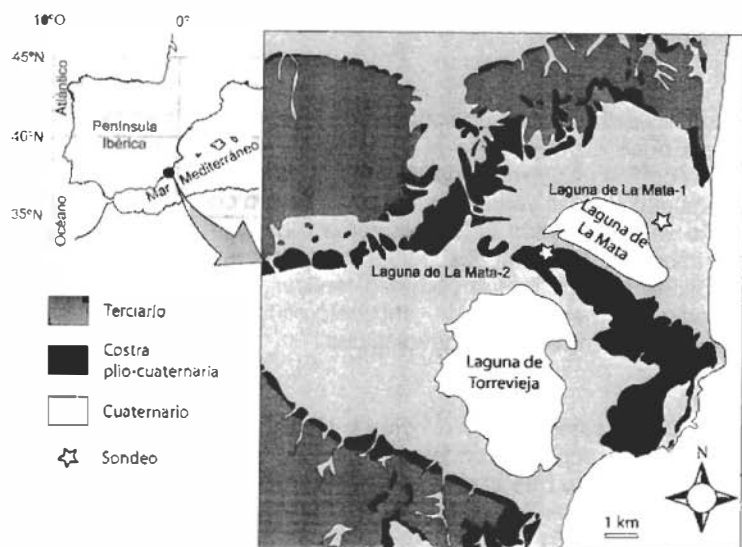 10°O
0°
45°N
Atlántico
Península
Ibérica
40°N
Mar Mediterráneo
35°N
Océano
Laguna de La Mata-1
Laguna de
La Mata
Laguna de La Mata-2
Laguna de
Torrevieja
Terciario
Costra
plio-cuaternaria
Cuaternario
Sondeo
N
1 km